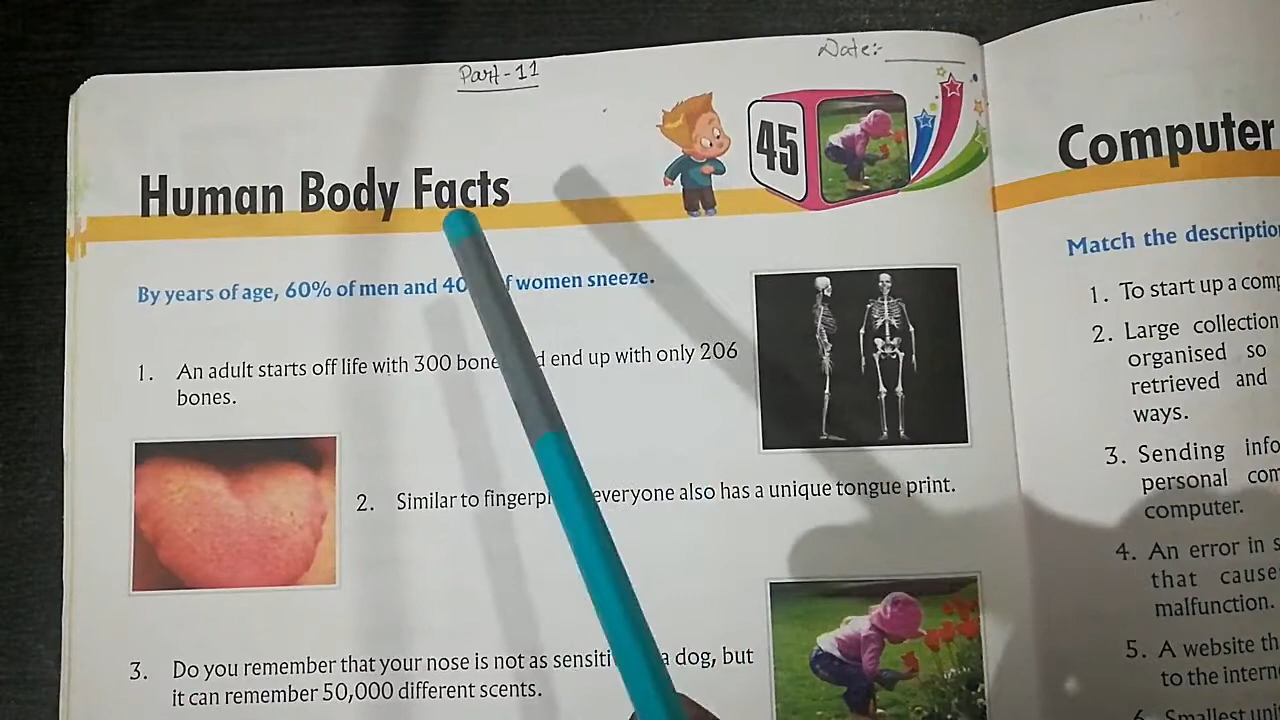 Part-11
Date:-
Human Body Facts
45
By years of age, 60% of men and 40 of women sneeze.
1. An adult starts off life with 300 bone d end up with only 206
bones.
2. Similar to fingerpr everyone also has a unique tongue print.
3. Do you remember that your nose is not as sensiti a dog, but
it can remember 50,000 different scents.
Computer
Match the descriptio
1. To start up a comp
2. Large collection
organised so
retrieved and
ways.
3. Sending info
personal com
computer.
4. An error in s
that cause
malfunction.
5. A website th
to the intern
6. Smallest uni